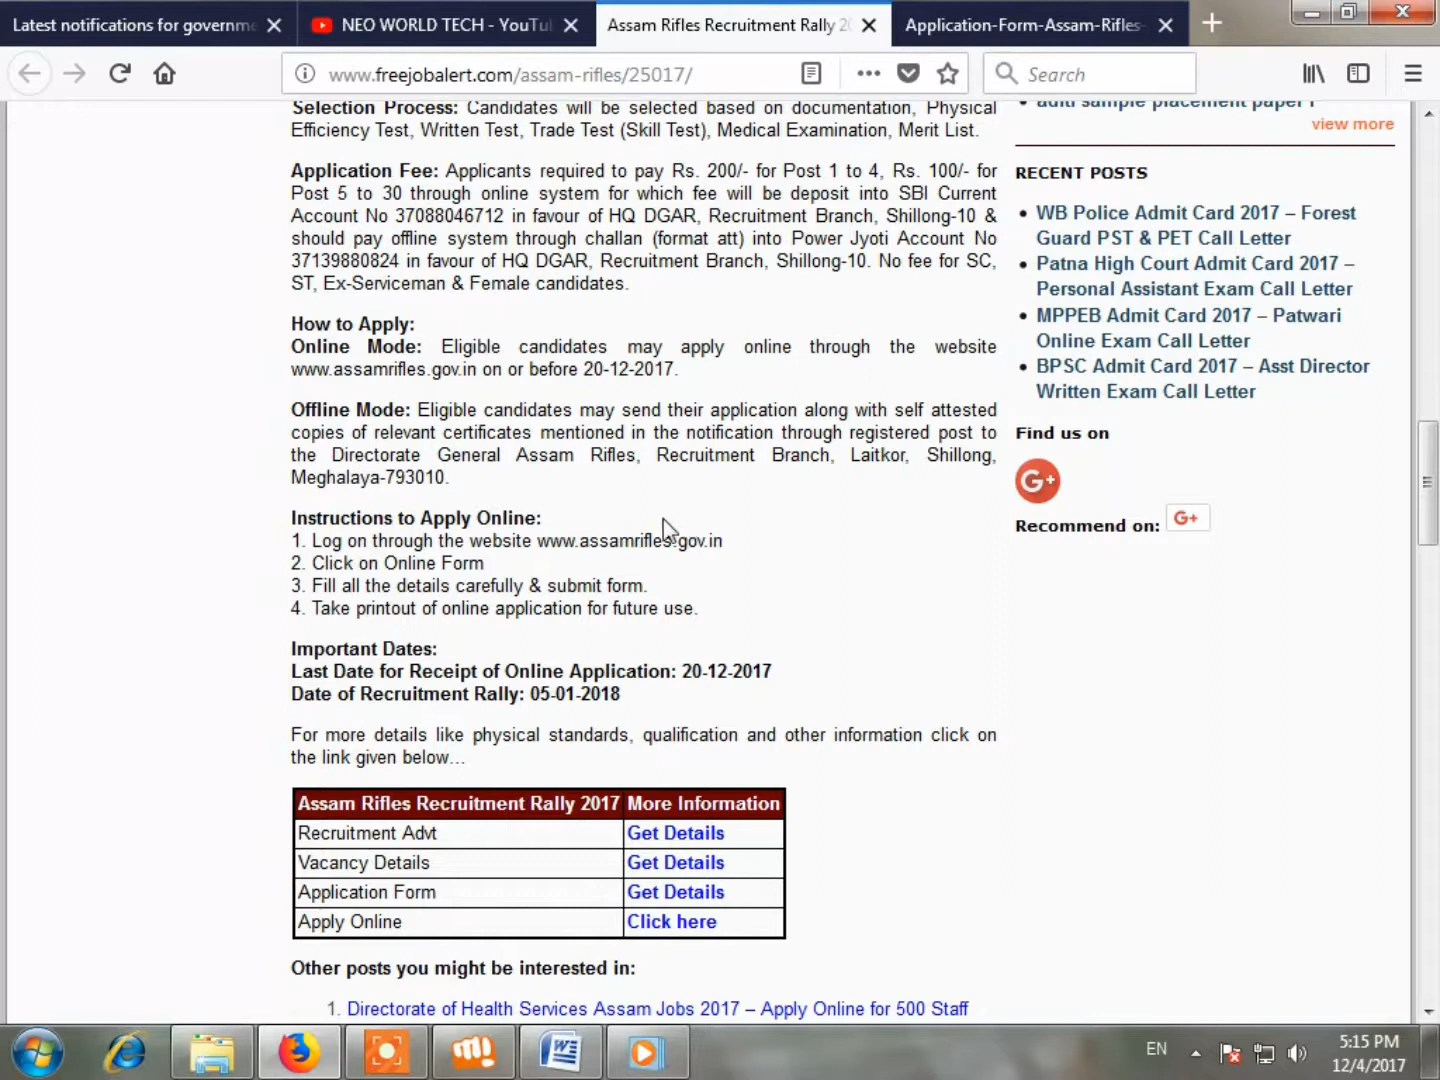 Latest notifications for governme
NEO WORLD TECH - YouTu
Assam Rifles Recruitment Rally 20
Application-Form-Assam-Rifles-
www.freejobalert.com/assam-rifles/25017/
Search
Selection Process: Candidates will be selected based on documentation, Physical
Efficiency Test, Written Test, Trade Test (Skill Test), Medical Examination, Merit List.
Application Fee: Applicants required to pay Rs. 200/- for Post 1 to 4, Rs. 100/- for
Post 5 to 30 through online system for which fee will be deposit into SBI Current
Account No 37088046712 in favour of HQ DGAR, Recruitment Branch, Shillong-10 &
should pay offline system through challan (format att) into Power Jyoti Account No
37139880824 in favour of HQ DGAR, Recruitment Branch, Shillong-10. No fee for SC,
ST, Ex-Serviceman & Female candidates.
How to Apply:
Online Mode: Eligible candidates may apply online through the website
www.assamrifles.gov.in on or before 20-12-2017.
Offline Mode: Eligible candidates may send their application along with self attested
copies of relevant certificates mentioned in the notification through registered post to
the Directorate General Assam Rifles, Recruitment Branch, Laitkor, Shillong,
Meghalaya-793010.
Instructions to Apply Online:
1. Log on through the website www.assamrifles.gov.in
2. Click on Online Form
3. Fill all the details carefully & submit form.
4. Take printout of online application for future use.
Important Dates:
Last Date for Receipt of Online Application: 20-12-2017
Date of Recruitment Rally: 05-01-2018
For more details like physical standards, qualification and other information click on
the link given below...
Assam Rifles Recruitment Rally 2017 More Information
Recruitment Advt Get Details
Vacancy Details Get Details
Application Form Get Details
Apply Online Click here
Other posts you might be interested in:
1. Directorate of Health Services Assam Jobs 2017 – Apply Online for 500 Staff
aditi sample placement paper 1
view more
RECENT POSTS
WB Police Admit Card 2017 – Forest
Guard PST & PET Call Letter
Patna High Court Admit Card 2017 –
Personal Assistant Exam Call Letter
MPPEB Admit Card 2017 – Patwari
Online Exam Call Letter
BPSC Admit Card 2017 – Asst Director
Written Exam Call Letter
Find us on
G+
Recommend on: G+
EN
5:15 PM
12/4/2017